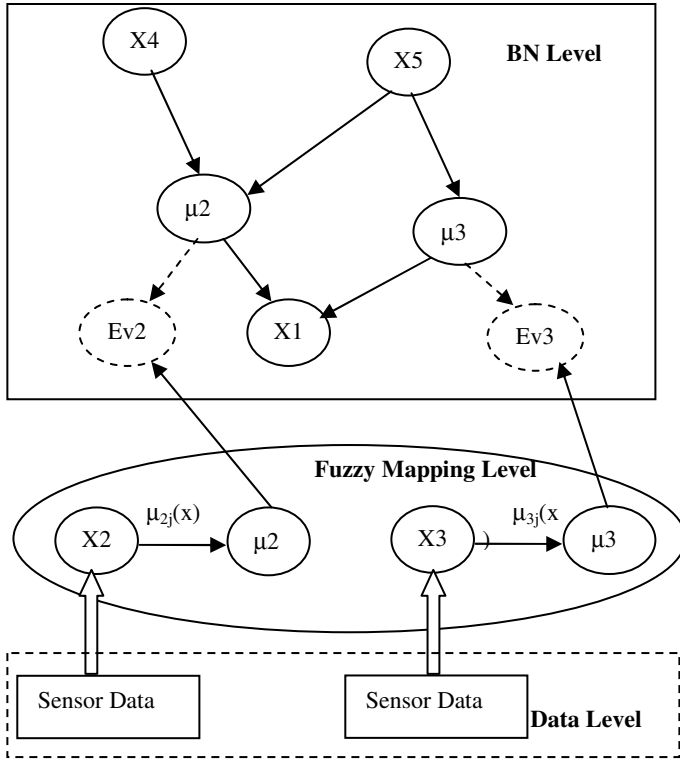 X4
X5
BN Level
μ2
μ3
Ev2
X1
Ev3
Fuzzy Mapping Level
μ2j(x)
μ3j(x
)
X2
μ2
X3
μ3
Sensor Data
Sensor Data
Data Level